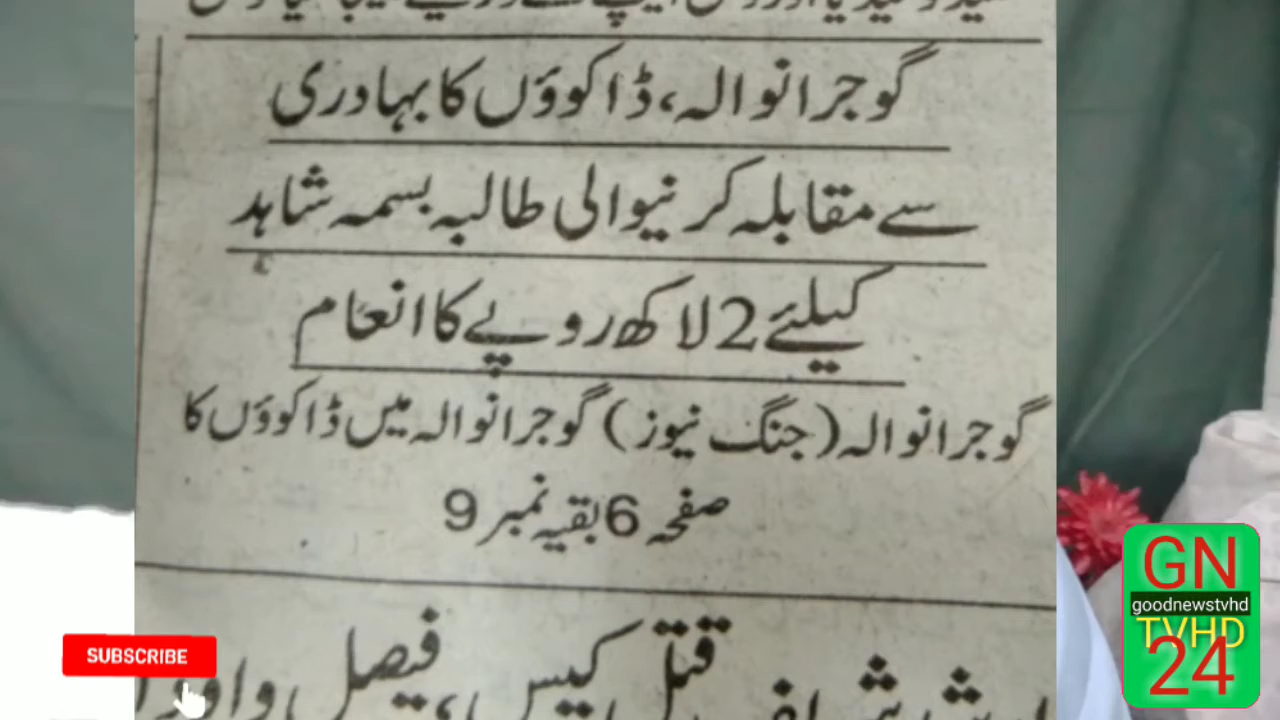 گوجرانوالہ، ڈاکوؤں کا بہادری
سے مقابلہ کرنیوالی طالبہ بسمہ شاہد
کیلئے 2 لاکھ روپے کا انعام
گوجرانوالہ (جنگ نیوز) گوجرانوالہ میں ڈاکوؤں کا
صفحہ 6 بقیہ نمبر 9
قتل کیس، فیصل
SUBSCRIBE
GN
goodnewstvhd
TVHD
24